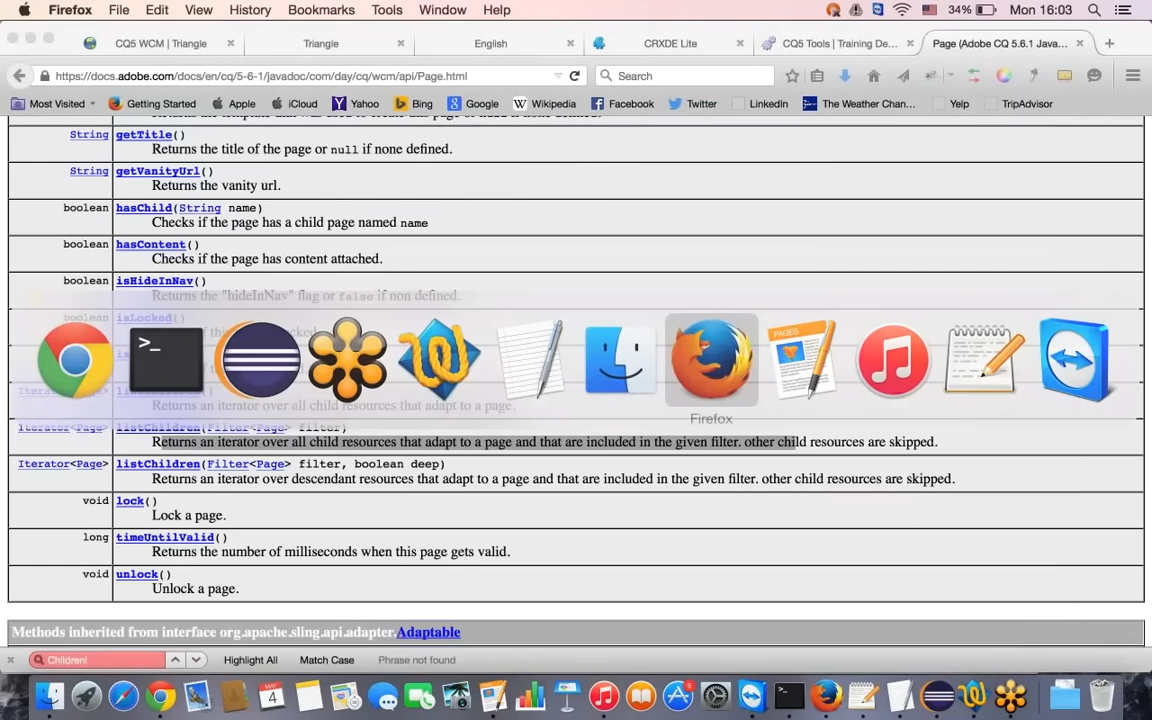 Firefox File Edit View History Bookmarks Tools Window Help 34% Mon 16:03
CQ5 WCM | Triangle × Triangle × English × CRXDE Lite × CQ5 Tools | Training De... × Page (Adobe CQ 5.6.1 Java... × +
https://docs.adobe.com/docs/en/cq/5-6-1/javadoc/com/day/cq/wcm/api/Page.html Search
Most Visited Getting Started Apple iCloud Yahoo Bing Google Wikipedia Facebook Twitter LinkedIn The Weather Chan... Yelp TripAdvisor
String getTitle()
Returns the title of the page or null if none defined.
String getVanityUrl()
Returns the vanity url.
boolean hasChild(String name)
Checks if the page has a child page named name
boolean hasContent()
Checks if the page has content attached.
boolean isHideInNav()
Returns the "hideInNav" flag or false if non defined.
boolean isLocked()
Firefox
Returns an iterator over all child resources that adapt to a page.
Iterator<Page> listChildren(Filter<Page> filter)
Returns an iterator over all child resources that adapt to a page and that are included in the given filter. other child resources are skipped.
Iterator<Page> listChildren(Filter<Page> filter, boolean deep)
Returns an iterator over descendant resources that adapt to a page and that are included in the given filter. other child resources are skipped.
void lock()
Lock a page.
long timeUntilValid()
Returns the number of milliseconds when this page gets valid.
void unlock()
Unlock a page.
Methods inherited from interface org.apache.sling.api.adapter.Adaptable
Highlight All Match Case Phrase not found